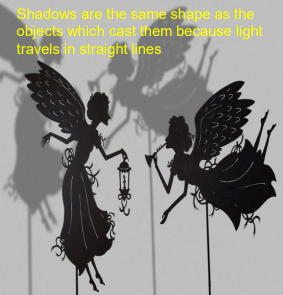 Shadows are the same shape as the
objects which cast them because light
travels in straight lines